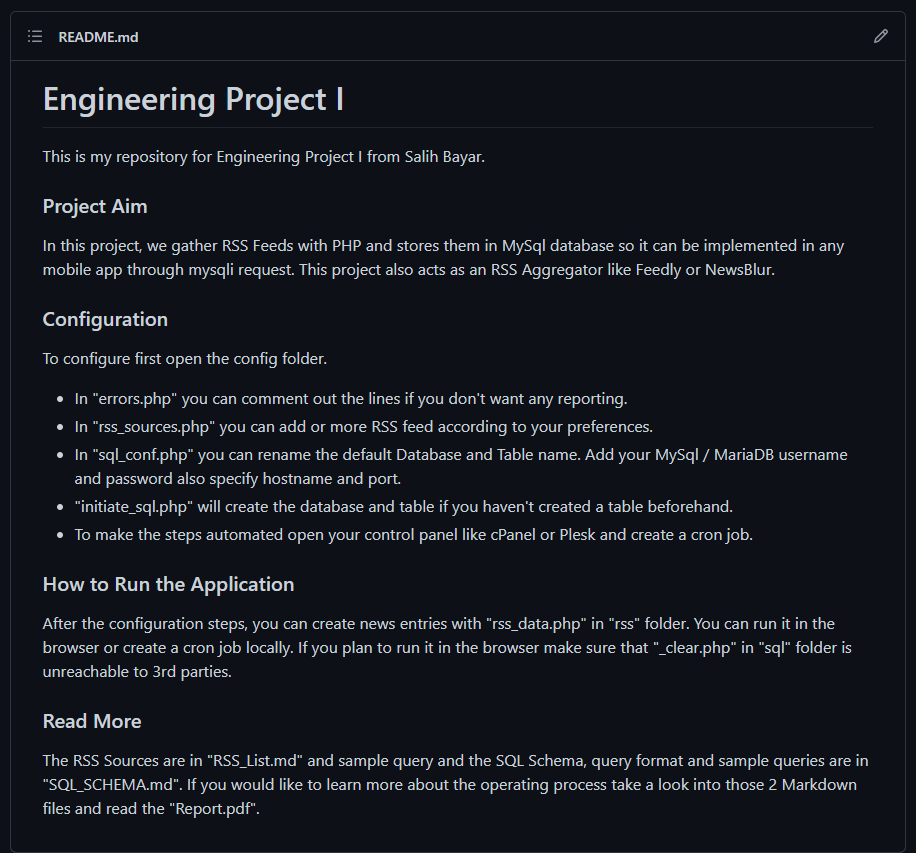 README.md
Engineering Project I
This is my repository for Engineering Project I from Salih Bayar.
Project Aim
In this project, we gather RSS Feeds with PHP and stores them in MySql database so it can be implemented in any
mobile app through mysqli request. This project also acts as an RSS Aggregator like Feedly or NewsBlur.
Configuration
To configure first open the config folder.
• In "errors.php" you can comment out the lines if you don't want any reporting.
• In "rss_sources.php" you can add or more RSS feed according to your preferences.
• In "sql_conf.php" you can rename the default Database and Table name. Add your MySql / MariaDB username
and password also specify hostname and port.
• "initiate_sql.php" will create the database and table if you haven't created a table beforehand.
• To make the steps automated open your control panel like cPanel or Plesk and create a cron job.
How to Run the Application
After the configuration steps, you can create news entries with "rss_data.php" in "rss" folder. You can run it in the
browser or create a cron job locally. If you plan to run it in the browser make sure that "_clear.php" in "sql" folder is
unreachable to 3rd parties.
Read More
The RSS Sources are in "RSS_List.md" and sample query and the SQL Schema, query format and sample queries are in
"SQL_SCHEMA.md". If you would like to learn more about the operating process take a look into those 2 Markdown
files and read the "Report.pdf".